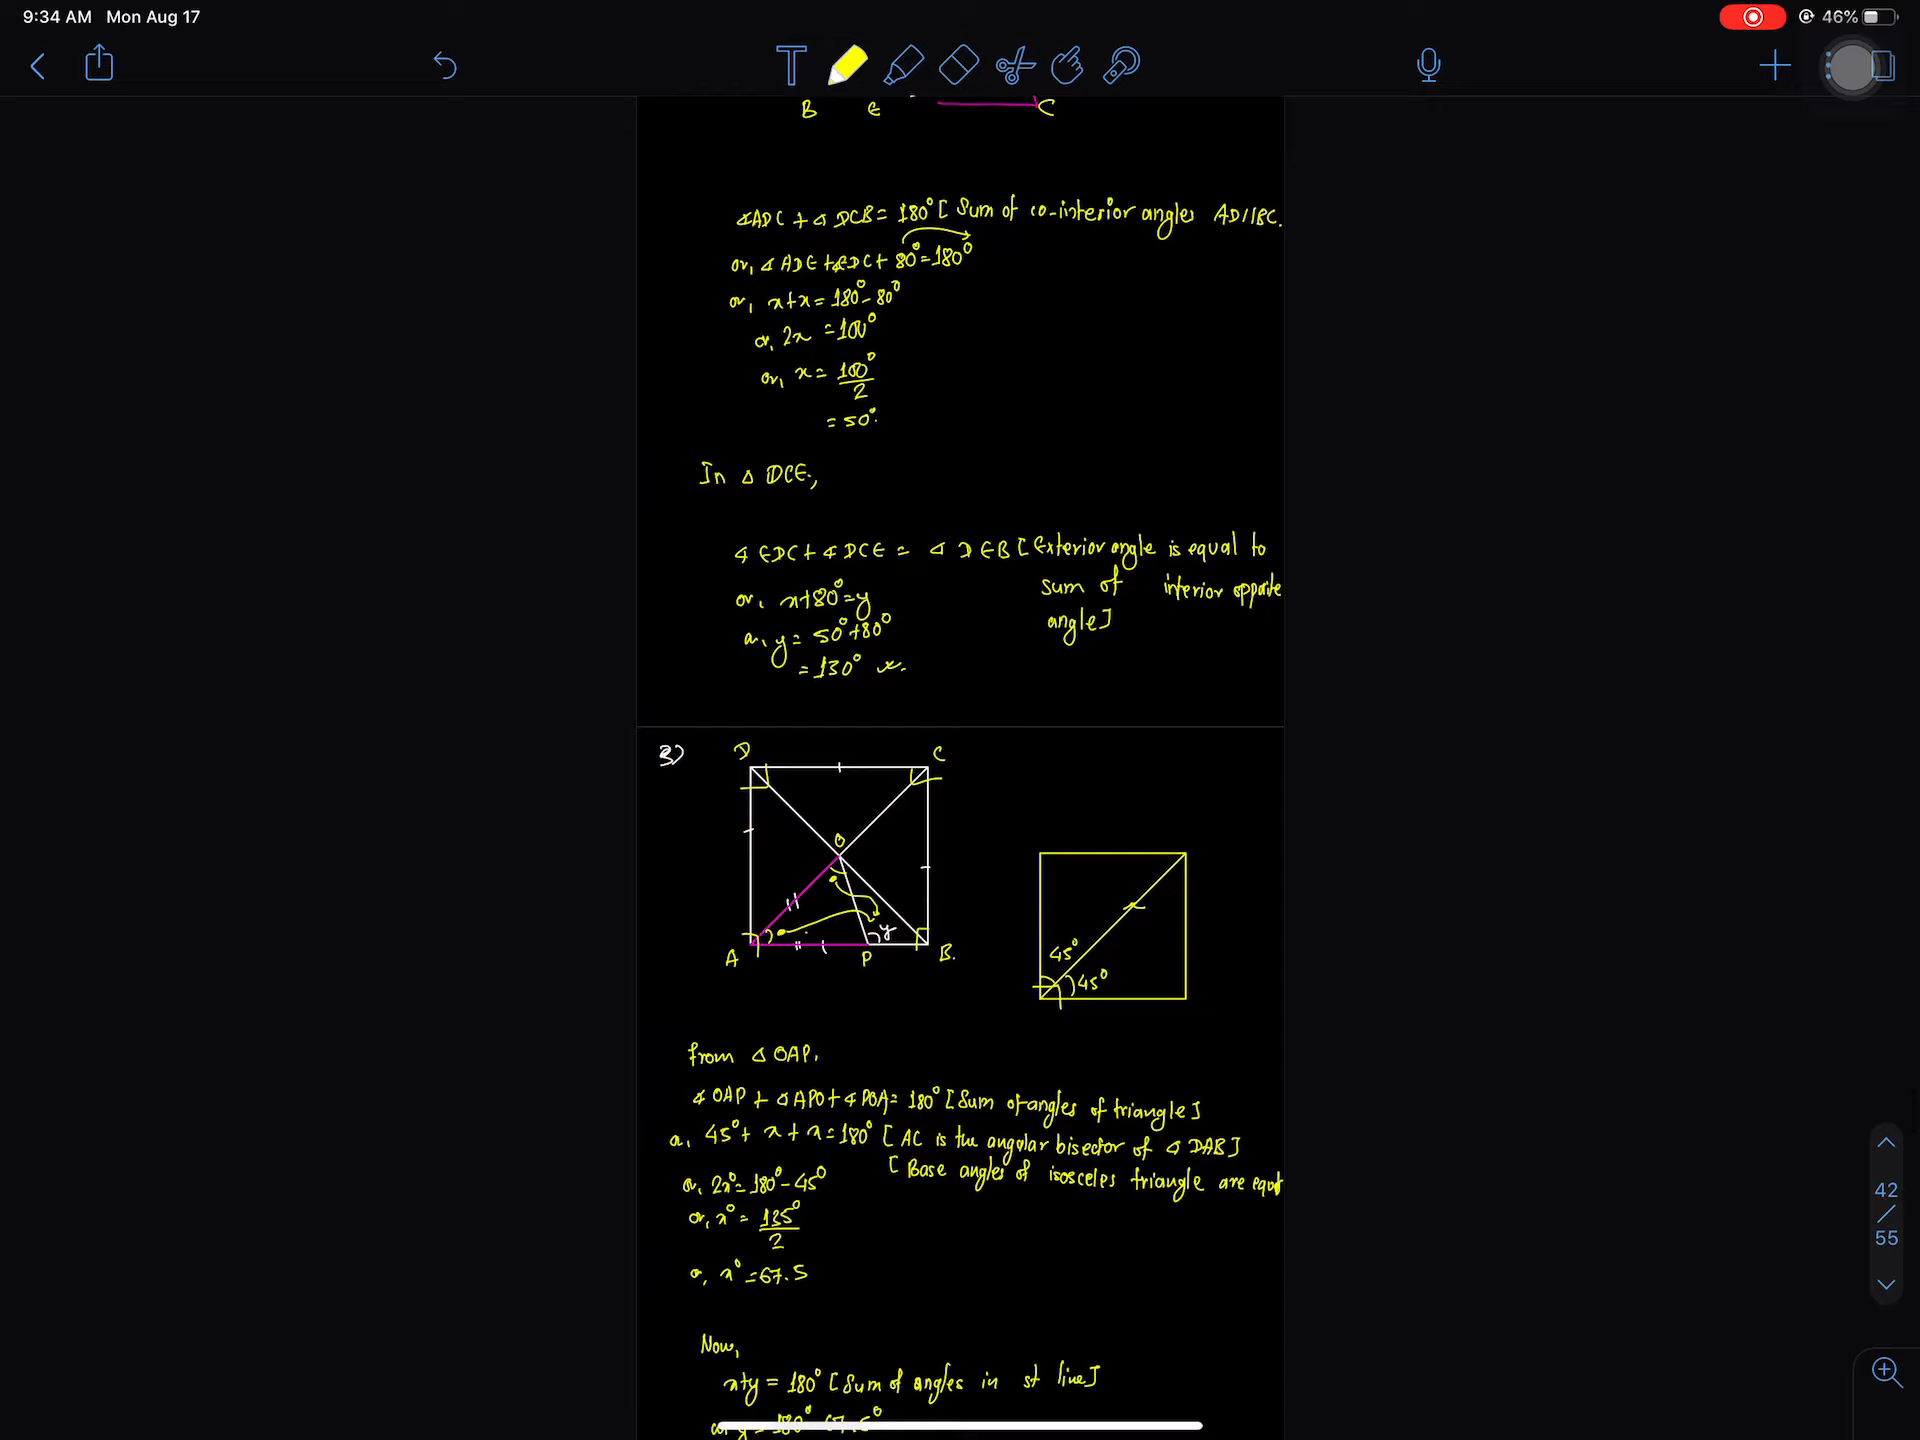 9:34 AM Mon Aug 17
46%
B E C
∡ADC + ∡DCB = 180° [Sum of co-interior angles AD//BC.
or, ∡ADE + ∡EDC + 80° = 180°
or, x+x = 180° - 80°
or, 2x = 100°
or, x = 100°/2
= 50°.
In △ DCE,
∡EDC + ∡DCE = ∡DEB [Exterior angle is equal to
sum of interior opposite
angle]
or, x+80° = y
or, y = 50° + 80°
= 130°
3)
D C
O
y
A P B.
45°
45°
from △ OAP.
∡OAP + ∡APO + ∡POA = 180° [Sum of angles of triangle]
or, 45° + x + x = 180° [AC is the angular bisector of ∡DAB]
[Base angles of isosceles triangle are equal
or, 2x° = 180° - 45°
or, x° = 135°/2
or, x° = 67.5
Now,
x+y = 180° [Sum of angles in st line]
42
/
55